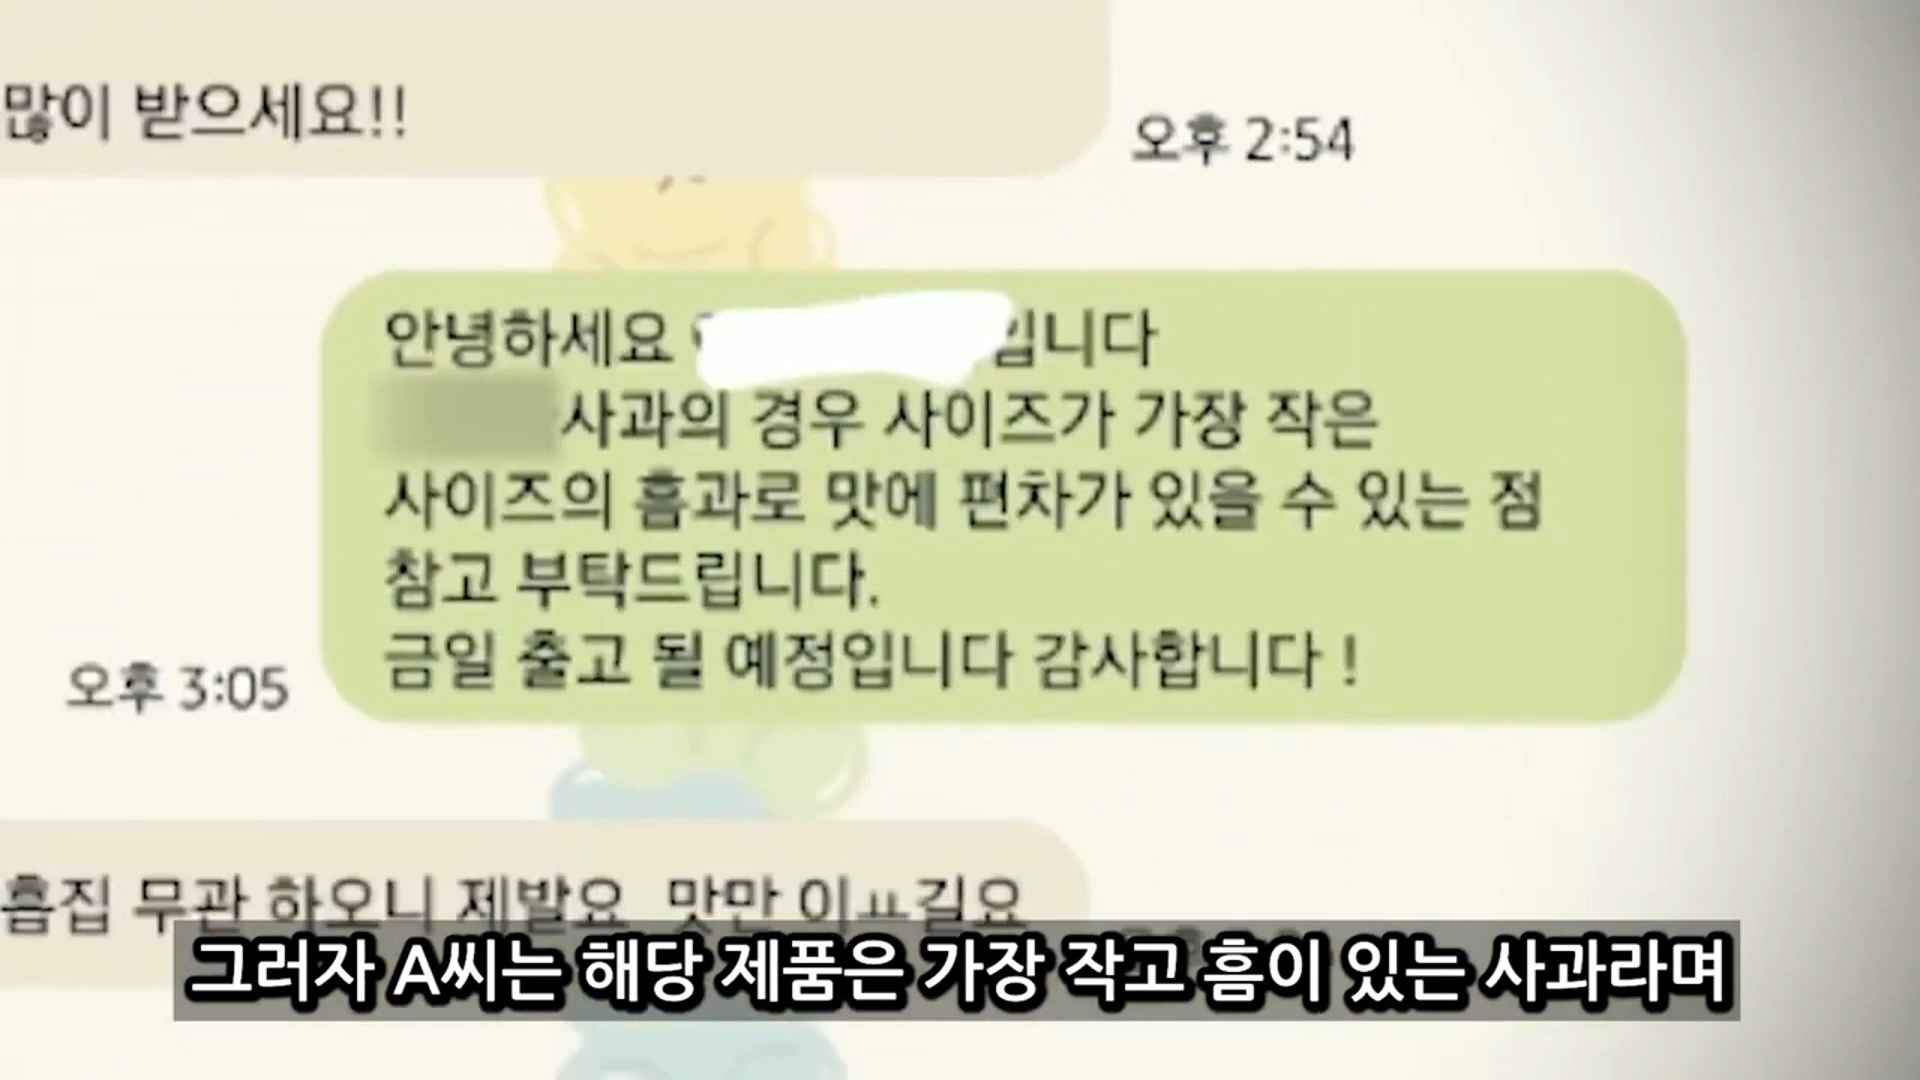 많이 받으세요!!
오후 2:54
안녕하세요 입니다
사과의 경우 사이즈가 가장 작은
사이즈의 흠과로 맛에 편차가 있을 수 있는 점
참고 부탁드립니다.
금일 출고 될 예정입니다 감사합니다 !
오후 3:05
흠집 무관 하오니 제발요 맛만 이ㅛ길요
그러자 A씨는 해당 제품은 가장 작고 흠이 있는 사과라며